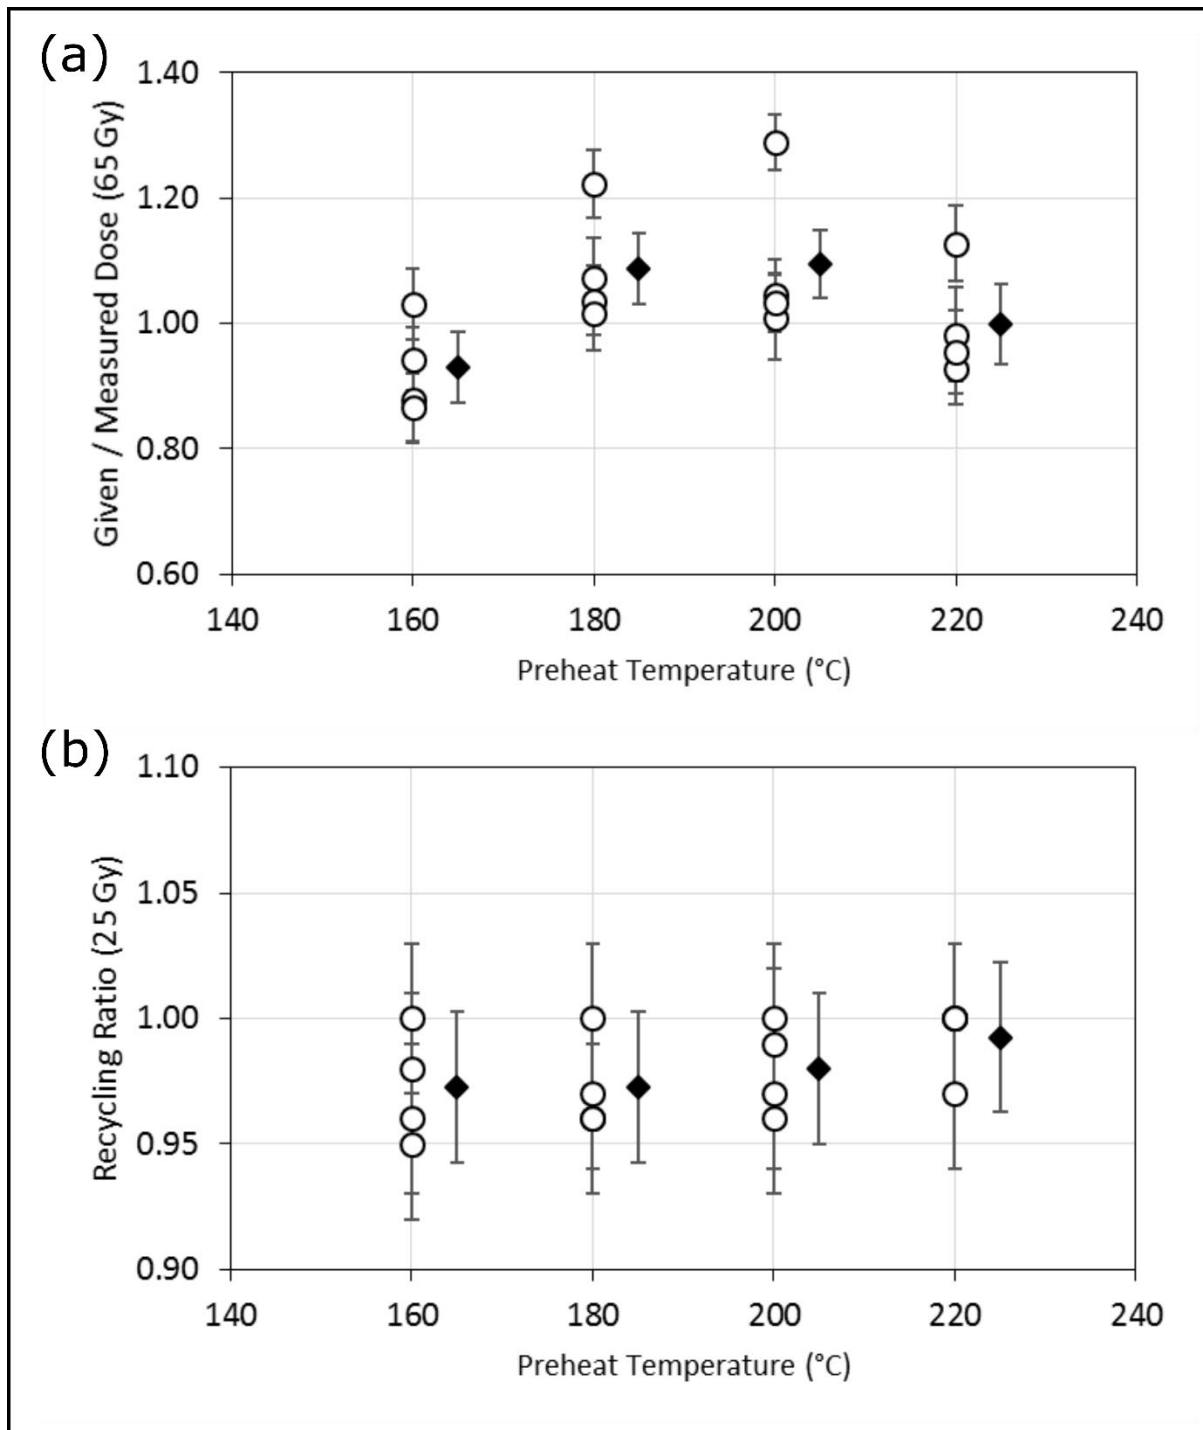 (a)
Given / Measured Dose (65 Gy)
1.40
1.20
1.00
0.80
0.60
140 160 180 200 220 240
Preheat Temperature (°C)
(b)
Recycling Ratio (25 Gy)
1.10
1.05
1.00
0.95
0.90
140 160 180 200 220 240
Preheat Temperature (°C)